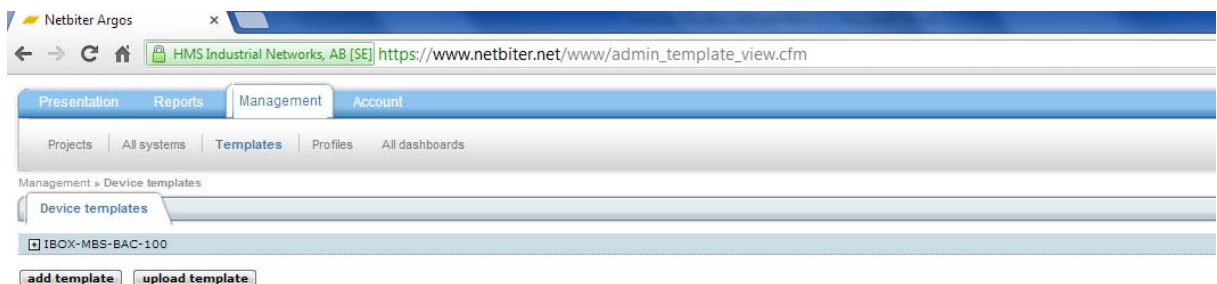 Netbiter Argos
HMS Industrial Networks, AB [SE] https://www.netbiter.net/www/admin_template_view.cfm
Presentation Reports Management Account
Projects All systems Templates Profiles All dashboards
Management » Device templates
Device templates
IBOX-MBS-BAC-100
add template upload template